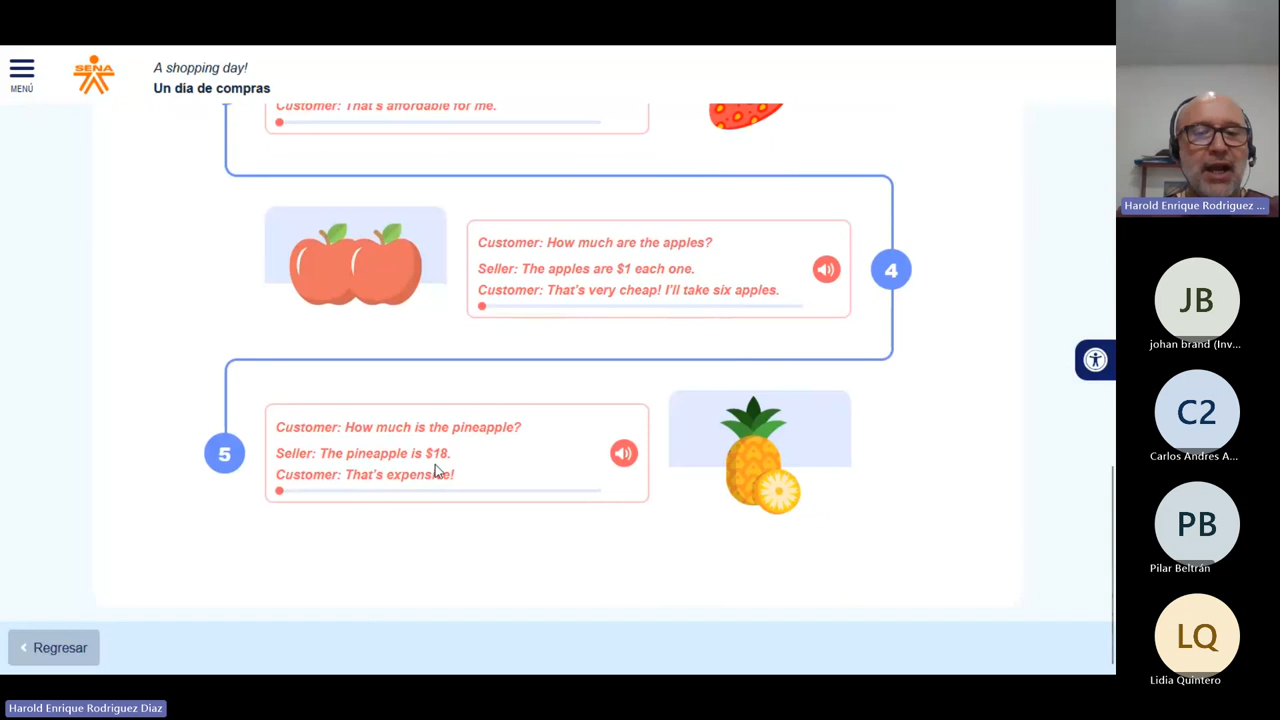 MENÚ
SENA
A shopping day!
Un dia de compras
Customer: That's affordable for me.
Customer: How much are the apples?
Seller: The apples are $1 each one.
Customer: That's very cheap! I'll take six apples.
4
5
Customer: How much is the pineapple?
Seller: The pineapple is $18.
Customer: That's expensive!
Regresar
Harold Enrique Rodriguez Diaz
Harold Enrique Rodriguez ...
JB
johan brand (Inv...
C2
Carlos Andres A...
PB
Pilar Beltrán
LQ
Lidia Quintero